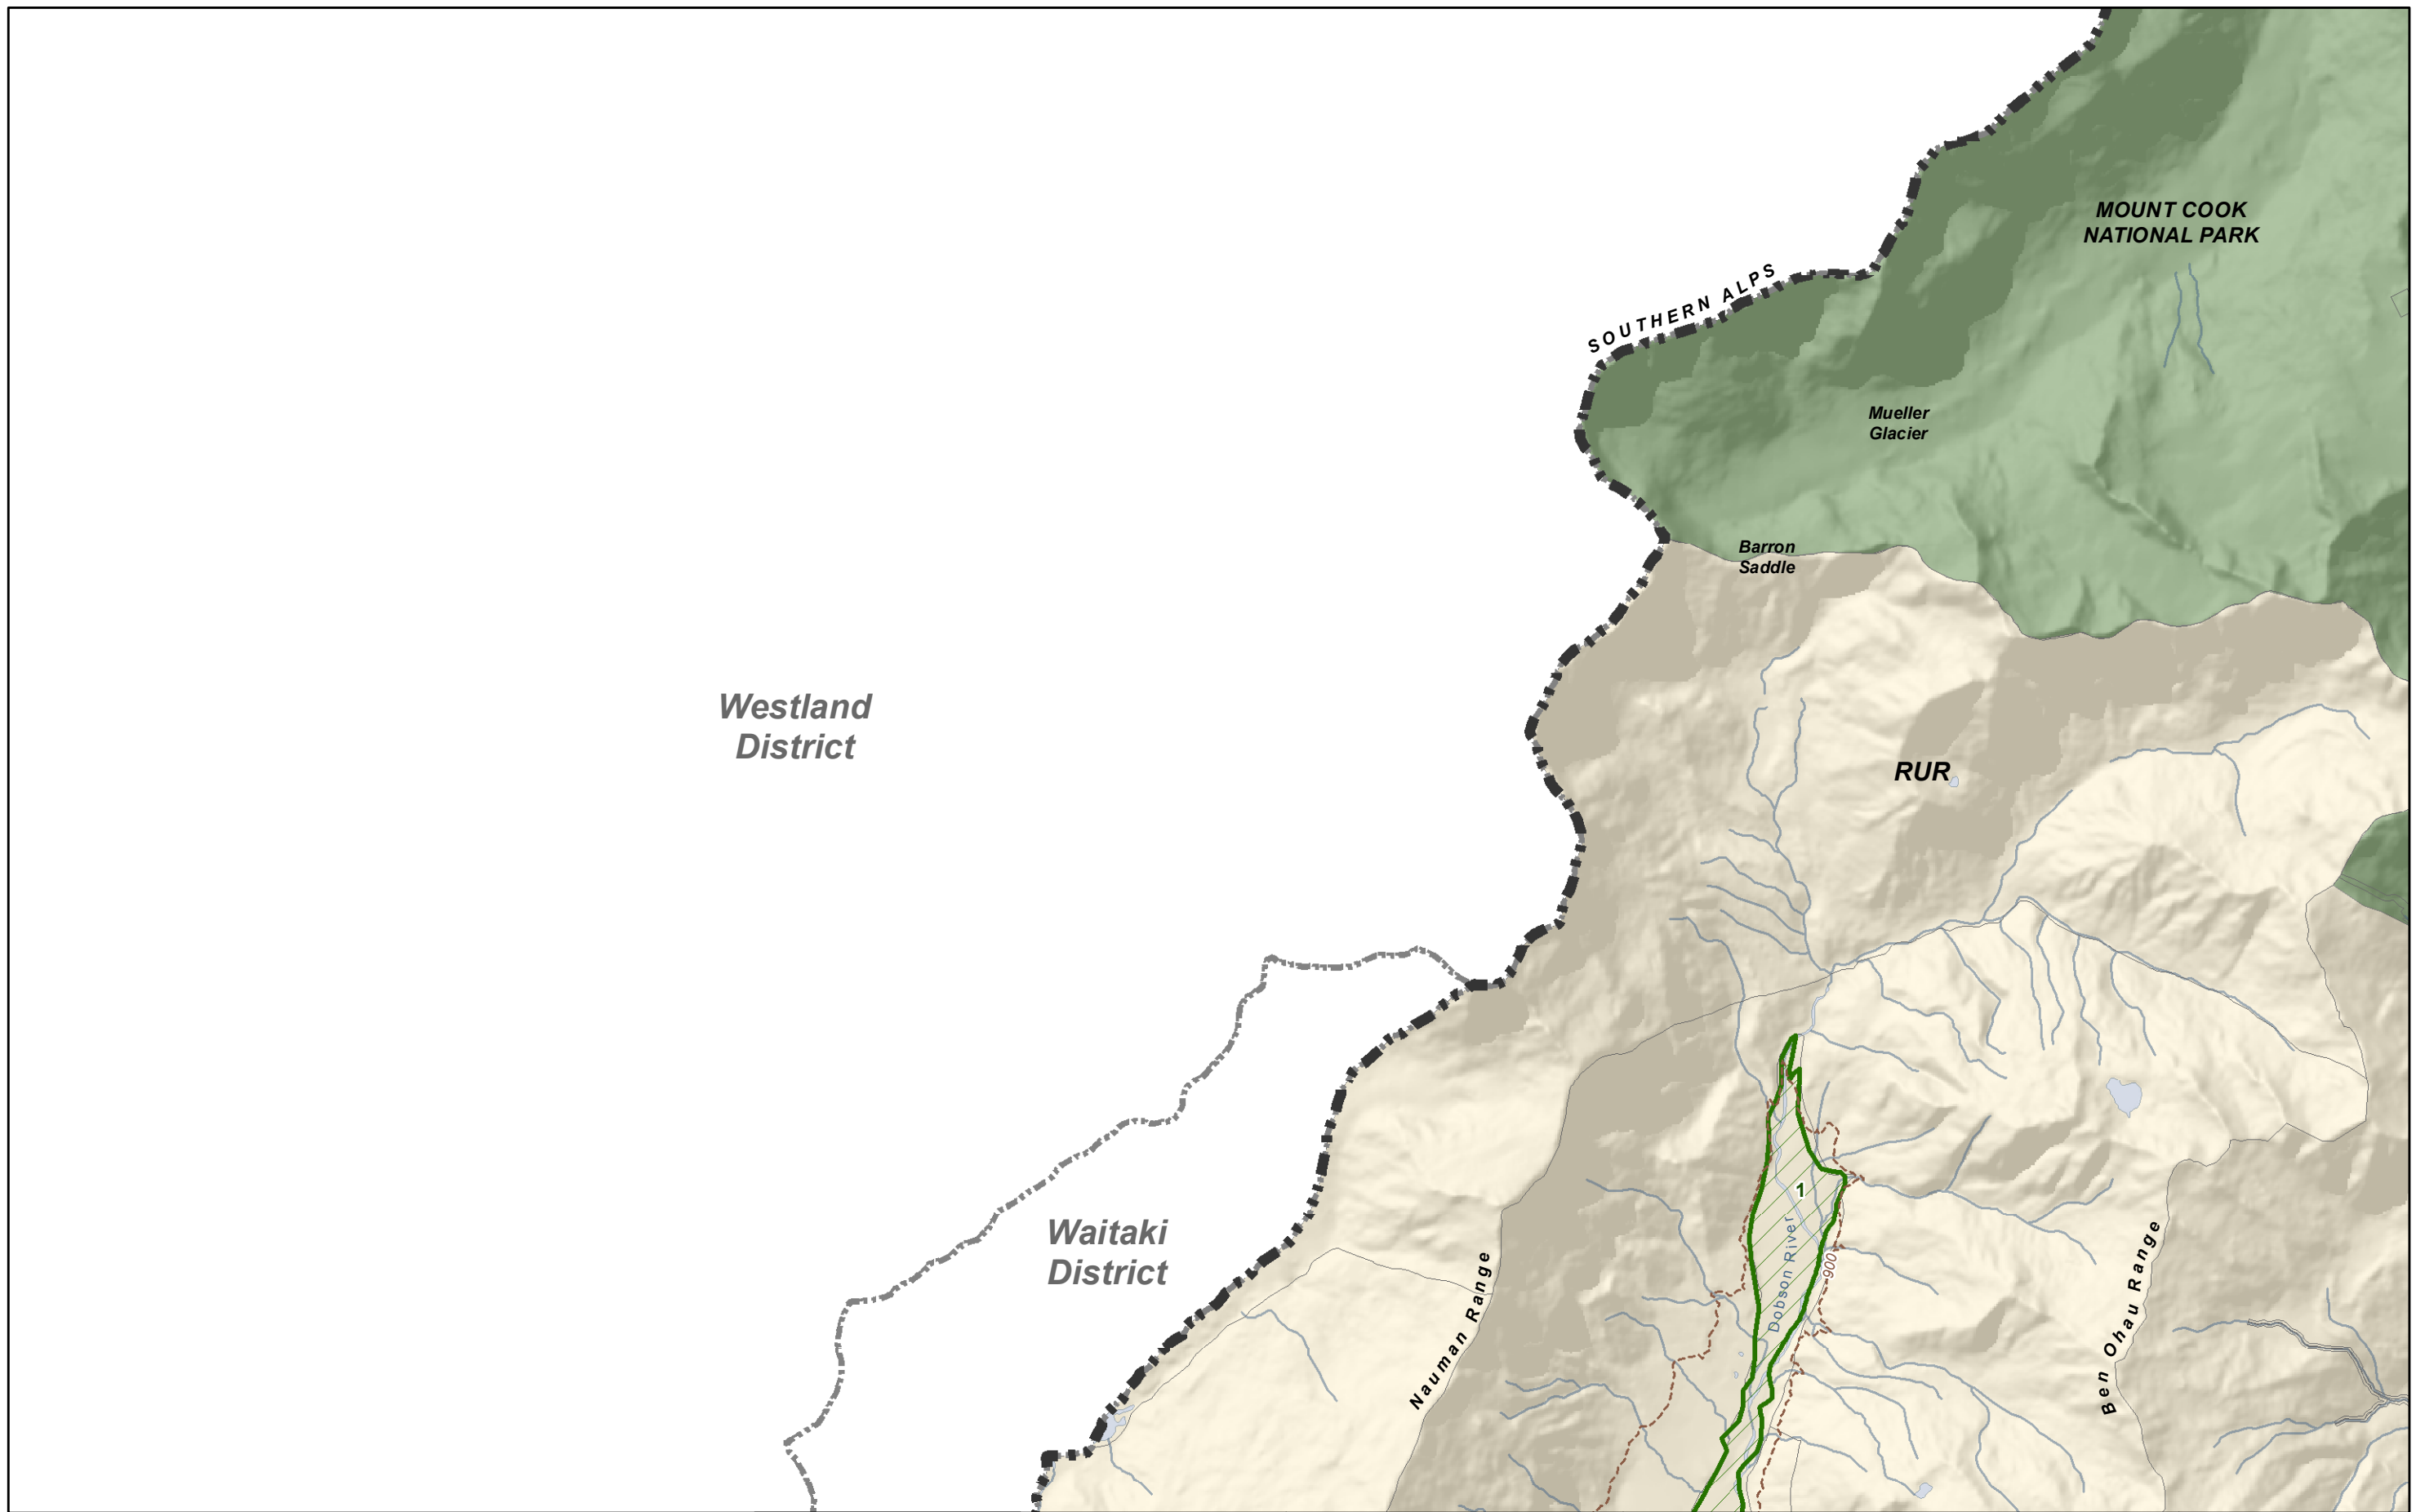 MOUNT COOK
NATIONAL PARK
SOUTHERN ALPS
Mueller
Glacier
Barron
Saddle
Westland
District
RUR
1
Waitaki
District
Dobson River
900
Nauman Range
Ben Ohau Range